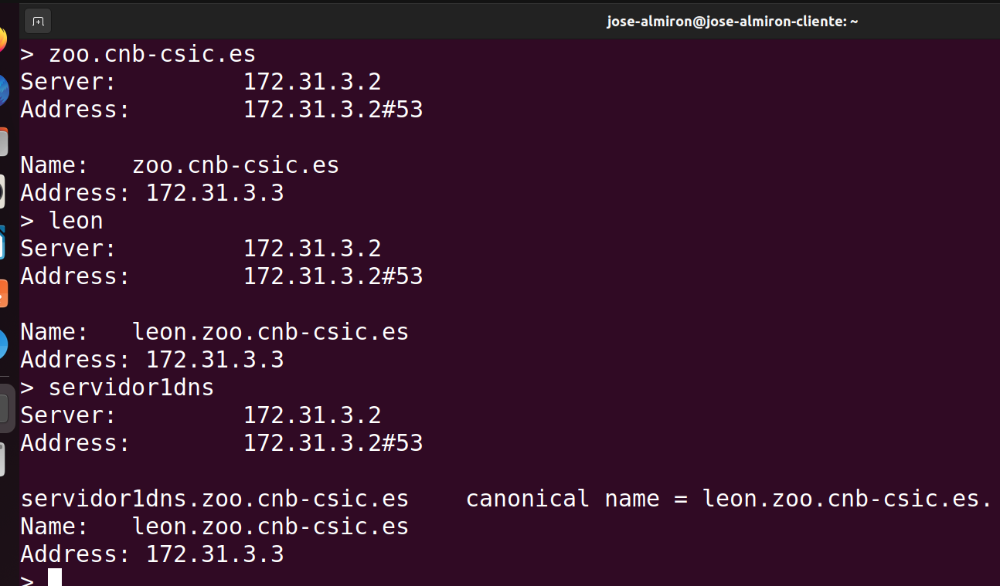 jose-almiron@jose-almiron-cliente: ~
> zoo.cnb-csic.es
Server:         172.31.3.2
Address:        172.31.3.2#53

Name:   zoo.cnb-csic.es
Address: 172.31.3.3
> leon
Server:         172.31.3.2
Address:        172.31.3.2#53

Name:   leon.zoo.cnb-csic.es
Address: 172.31.3.3
> servidor1dns
Server:         172.31.3.2
Address:        172.31.3.2#53

servidor1dns.zoo.cnb-csic.es    canonical name = leon.zoo.cnb-csic.es.
Name:   leon.zoo.cnb-csic.es
Address: 172.31.3.3
>